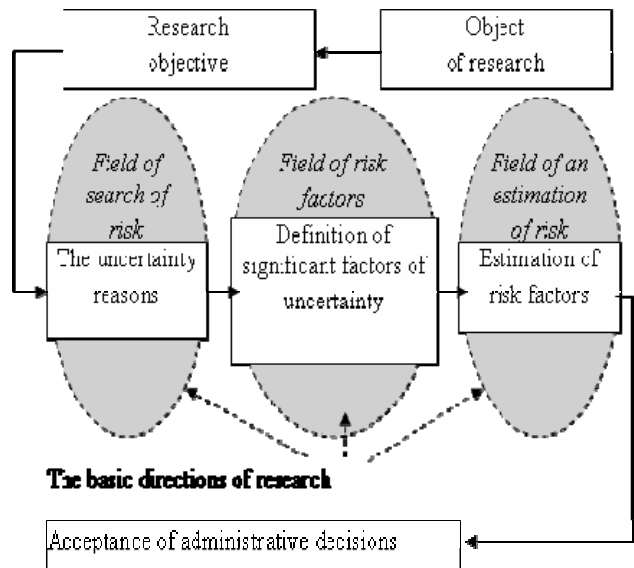 Research
objective
Object
of research
Field of
search of
risk
Field of risk
factors
Field of an
estimation
of risk
The uncertainty
reasons
Definition of
significant factors of
uncertainty
Estimation of
risk factors
The basic directions of research
Acceptance of administrative decisions